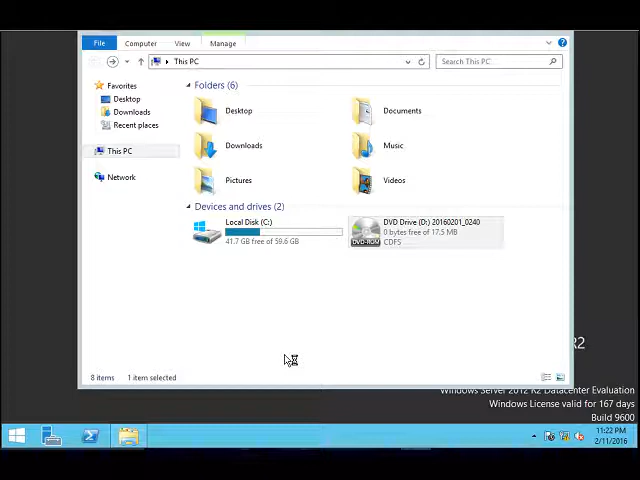 File
Computer
View
Manage
This PC
Search This PC
Favorites
Desktop
Downloads
Recent places
This PC
Network
Folders (6)
Desktop
Documents
Downloads
Music
Pictures
Videos
Devices and drives (2)
Local Disk (C:)
41.7 GB free of 59.6 GB
DVD Drive (D:) 20160201_0240
0 bytes free of 17.5 MB
CDFS
DVD-ROM
8 items
1 item selected
R2
Windows Server 2012 R2 Datacenter Evaluation
Windows License valid for 167 days
Build 9600
11:22 PM
2/11/2016